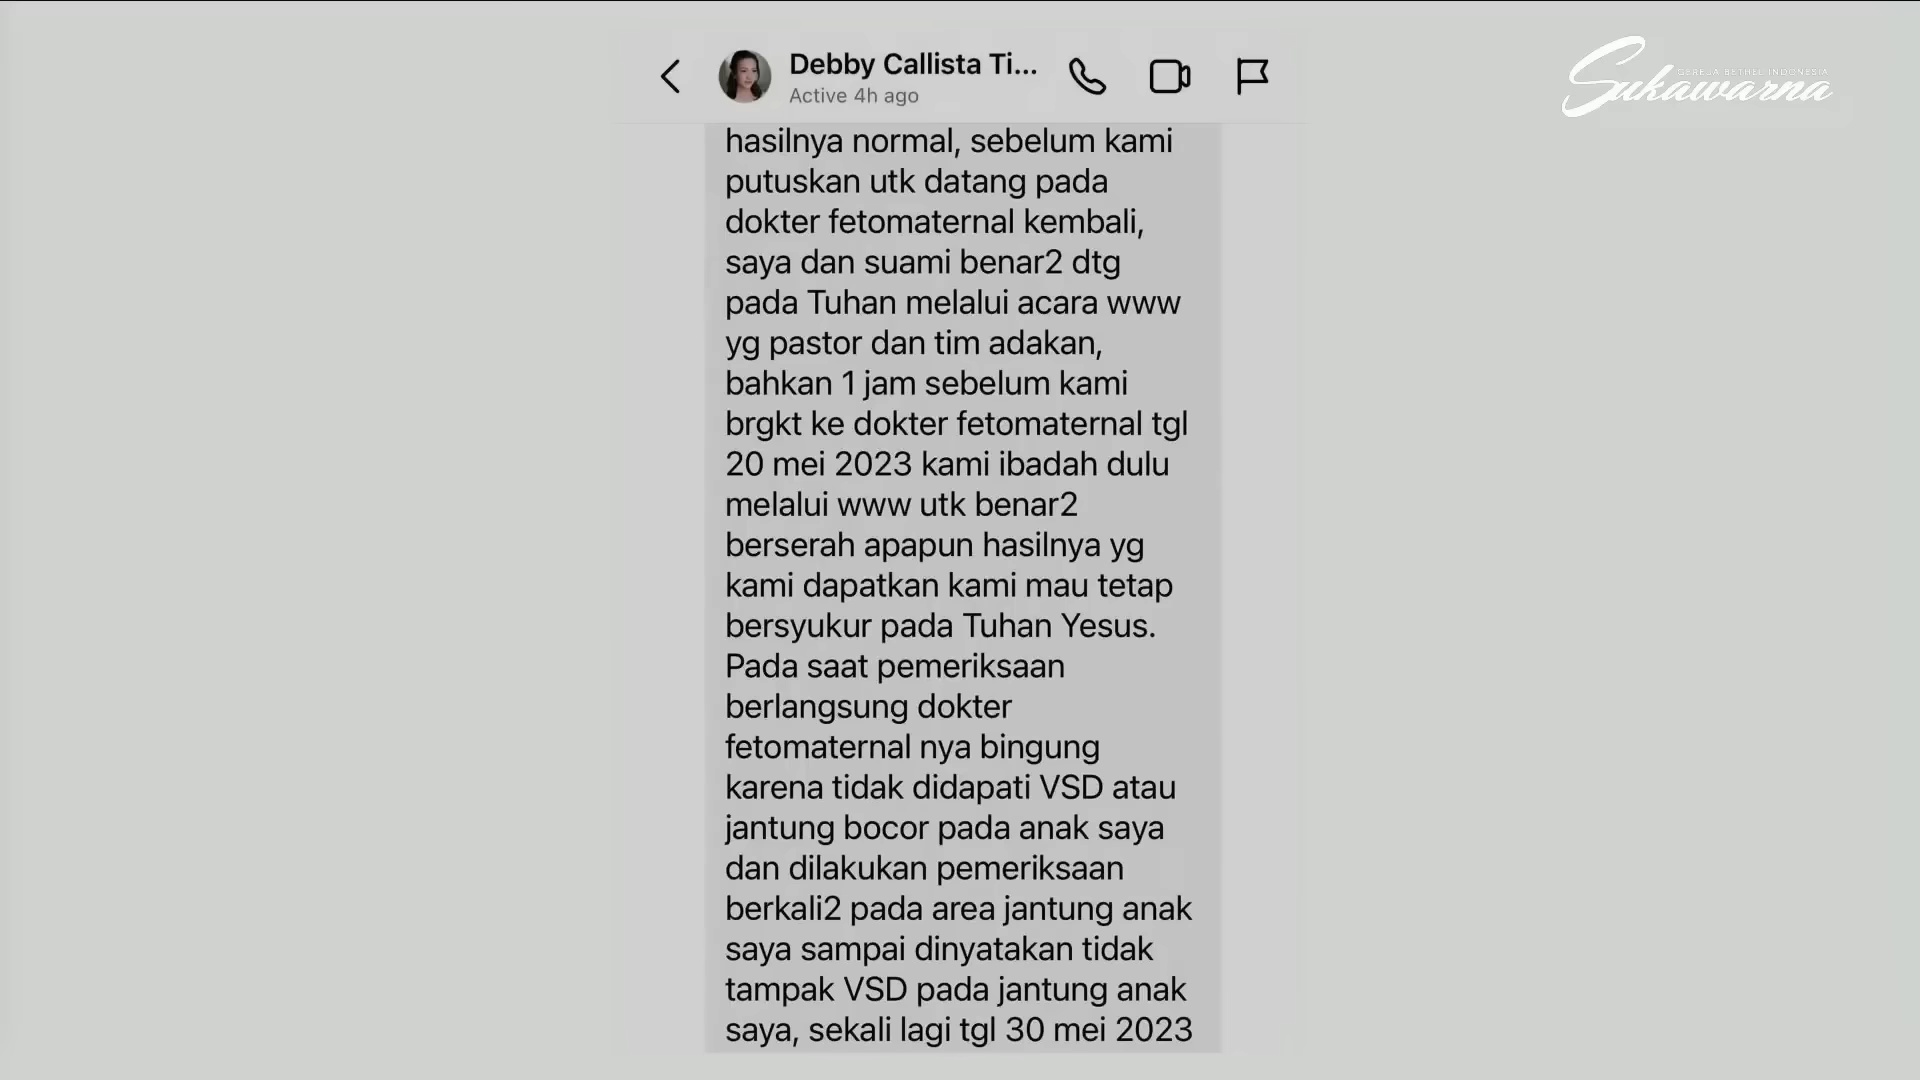 Debby Callista Ti...
Active 4h ago
GEREJA BETHEL INDONESIA
Sukawarna
hasilnya normal, sebelum kami
putuskan utk datang pada
dokter fetomaternal kembali,
saya dan suami benar2 dtg
pada Tuhan melalui acara www
yg pastor dan tim adakan,
bahkan 1 jam sebelum kami
brgkt ke dokter fetomaternal tgl
20 mei 2023 kami ibadah dulu
melalui www utk benar2
berserah apapun hasilnya yg
kami dapatkan kami mau tetap
bersyukur pada Tuhan Yesus.
Pada saat pemeriksaan
berlangsung dokter
fetomaternal nya bingung
karena tidak didapati VSD atau
jantung bocor pada anak saya
dan dilakukan pemeriksaan
berkali2 pada area jantung anak
saya sampai dinyatakan tidak
tampak VSD pada jantung anak
saya, sekali lagi tgl 30 mei 2023